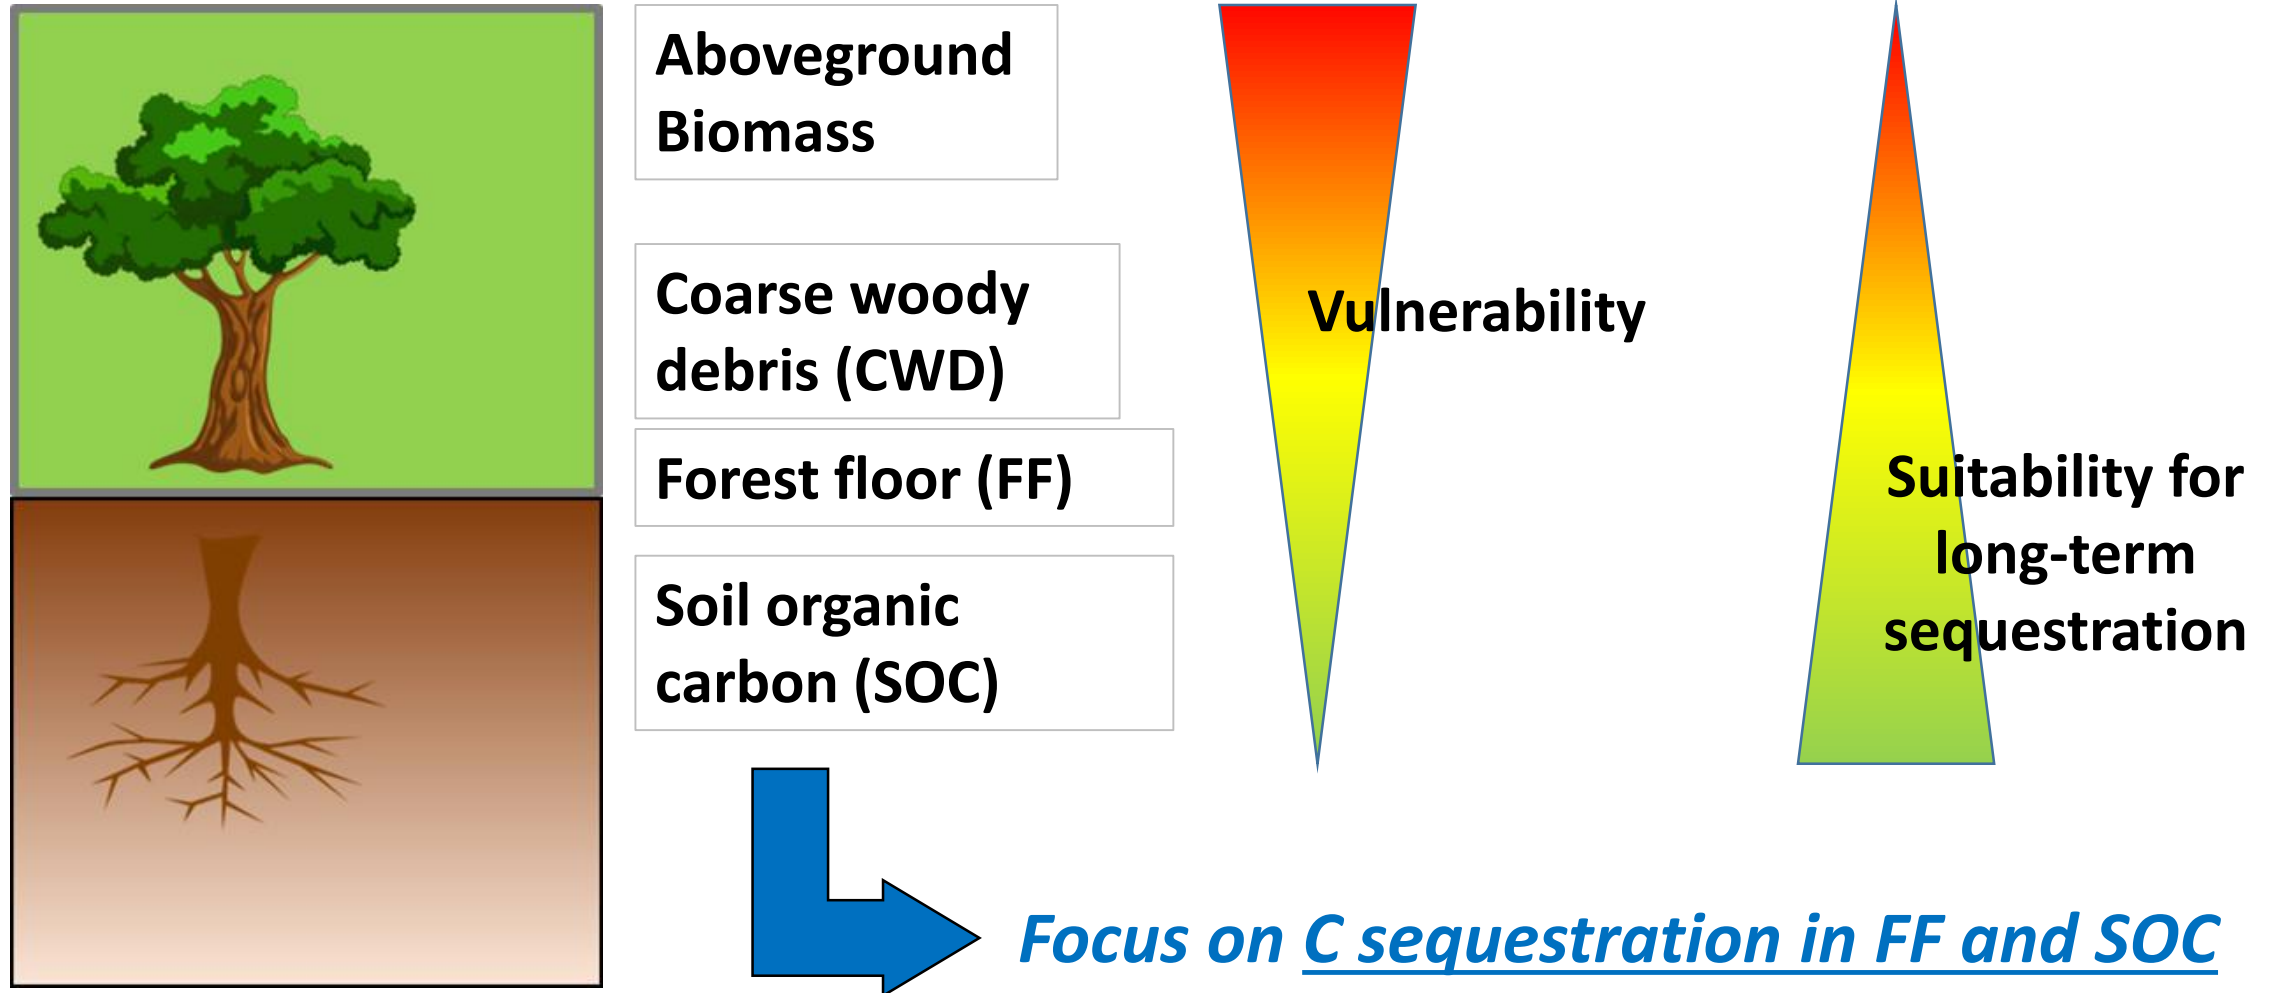 Aboveground
Biomass
Coarse woody
debris (CWD)
Forest floor (FF)
Soil organic
carbon (SOC)
Vulnerability
Suitability for
long-term
sequestration
Focus on C sequestration in FF and SOC